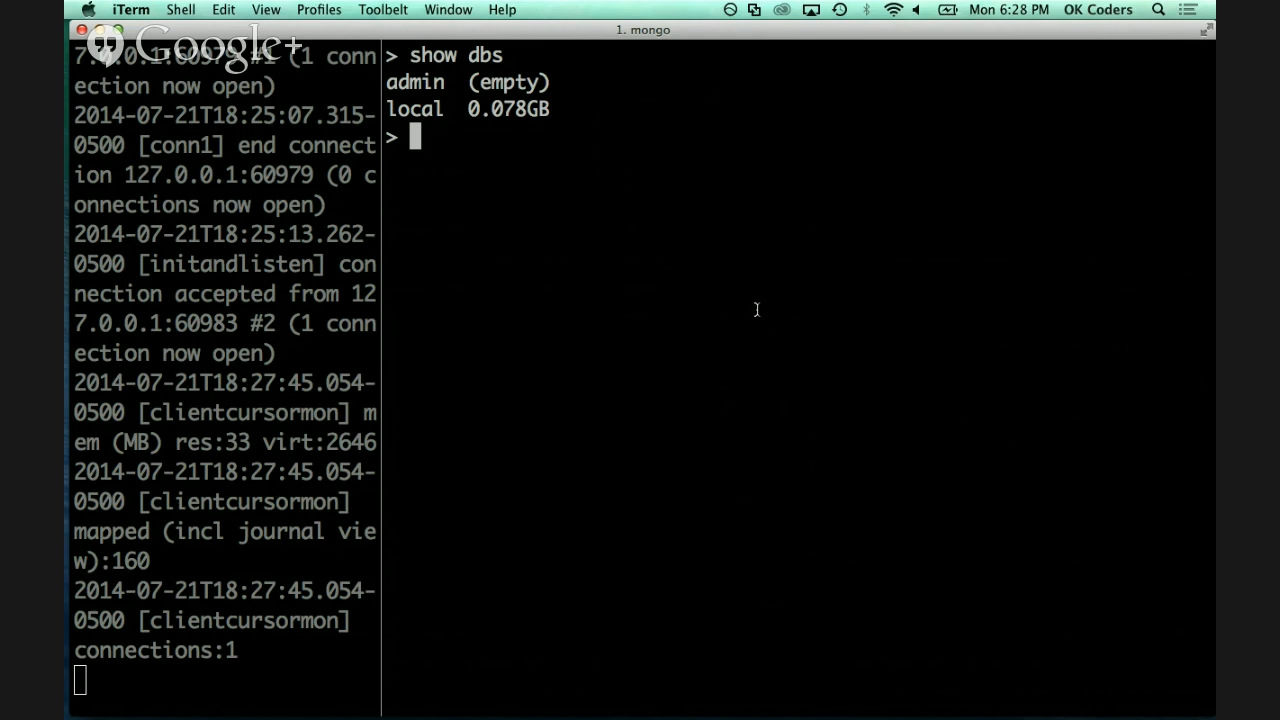 iTerm Shell Edit View Profiles Toolbelt Window Help Mon 6:28 PM OK Coders
1. mongo
Google+
7.0.0.1:60979 #1 (1 conn
ection now open)
2014-07-21T18:25:07.315-
0500 [conn1] end connect
ion 127.0.0.1:60979 (0 c
onnections now open)
2014-07-21T18:25:13.262-
0500 [initandlisten] con
nection accepted from 12
7.0.0.1:60983 #2 (1 conn
ection now open)
2014-07-21T18:27:45.054-
0500 [clientcursormon] m
em (MB) res:33 virt:2646
2014-07-21T18:27:45.054-
0500 [clientcursormon]
mapped (incl journal vie
w):160
2014-07-21T18:27:45.054-
0500 [clientcursormon]
connections:1
> show dbs
admin (empty)
local 0.078GB
>